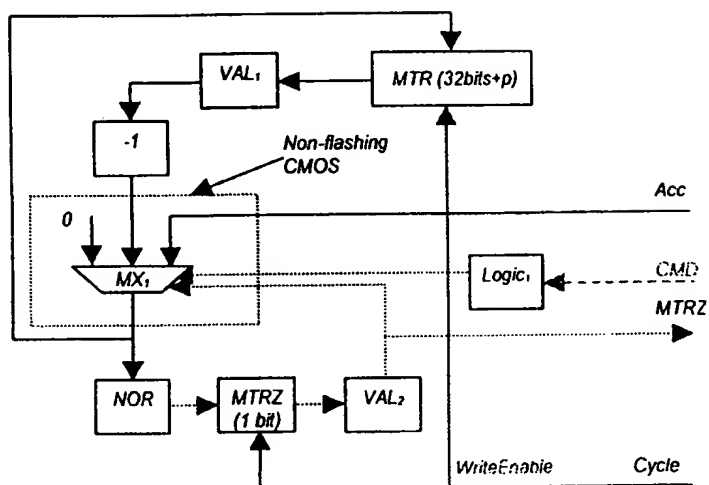 VAL₁
MTR (32bits+p)
-1
Non-flashing
CMOS
Acc
0
MX₁
Logic₁
CMD
MTRZ
NOR
MTRZ
(1 bit)
VAL₂
WriteEnable
Cycle